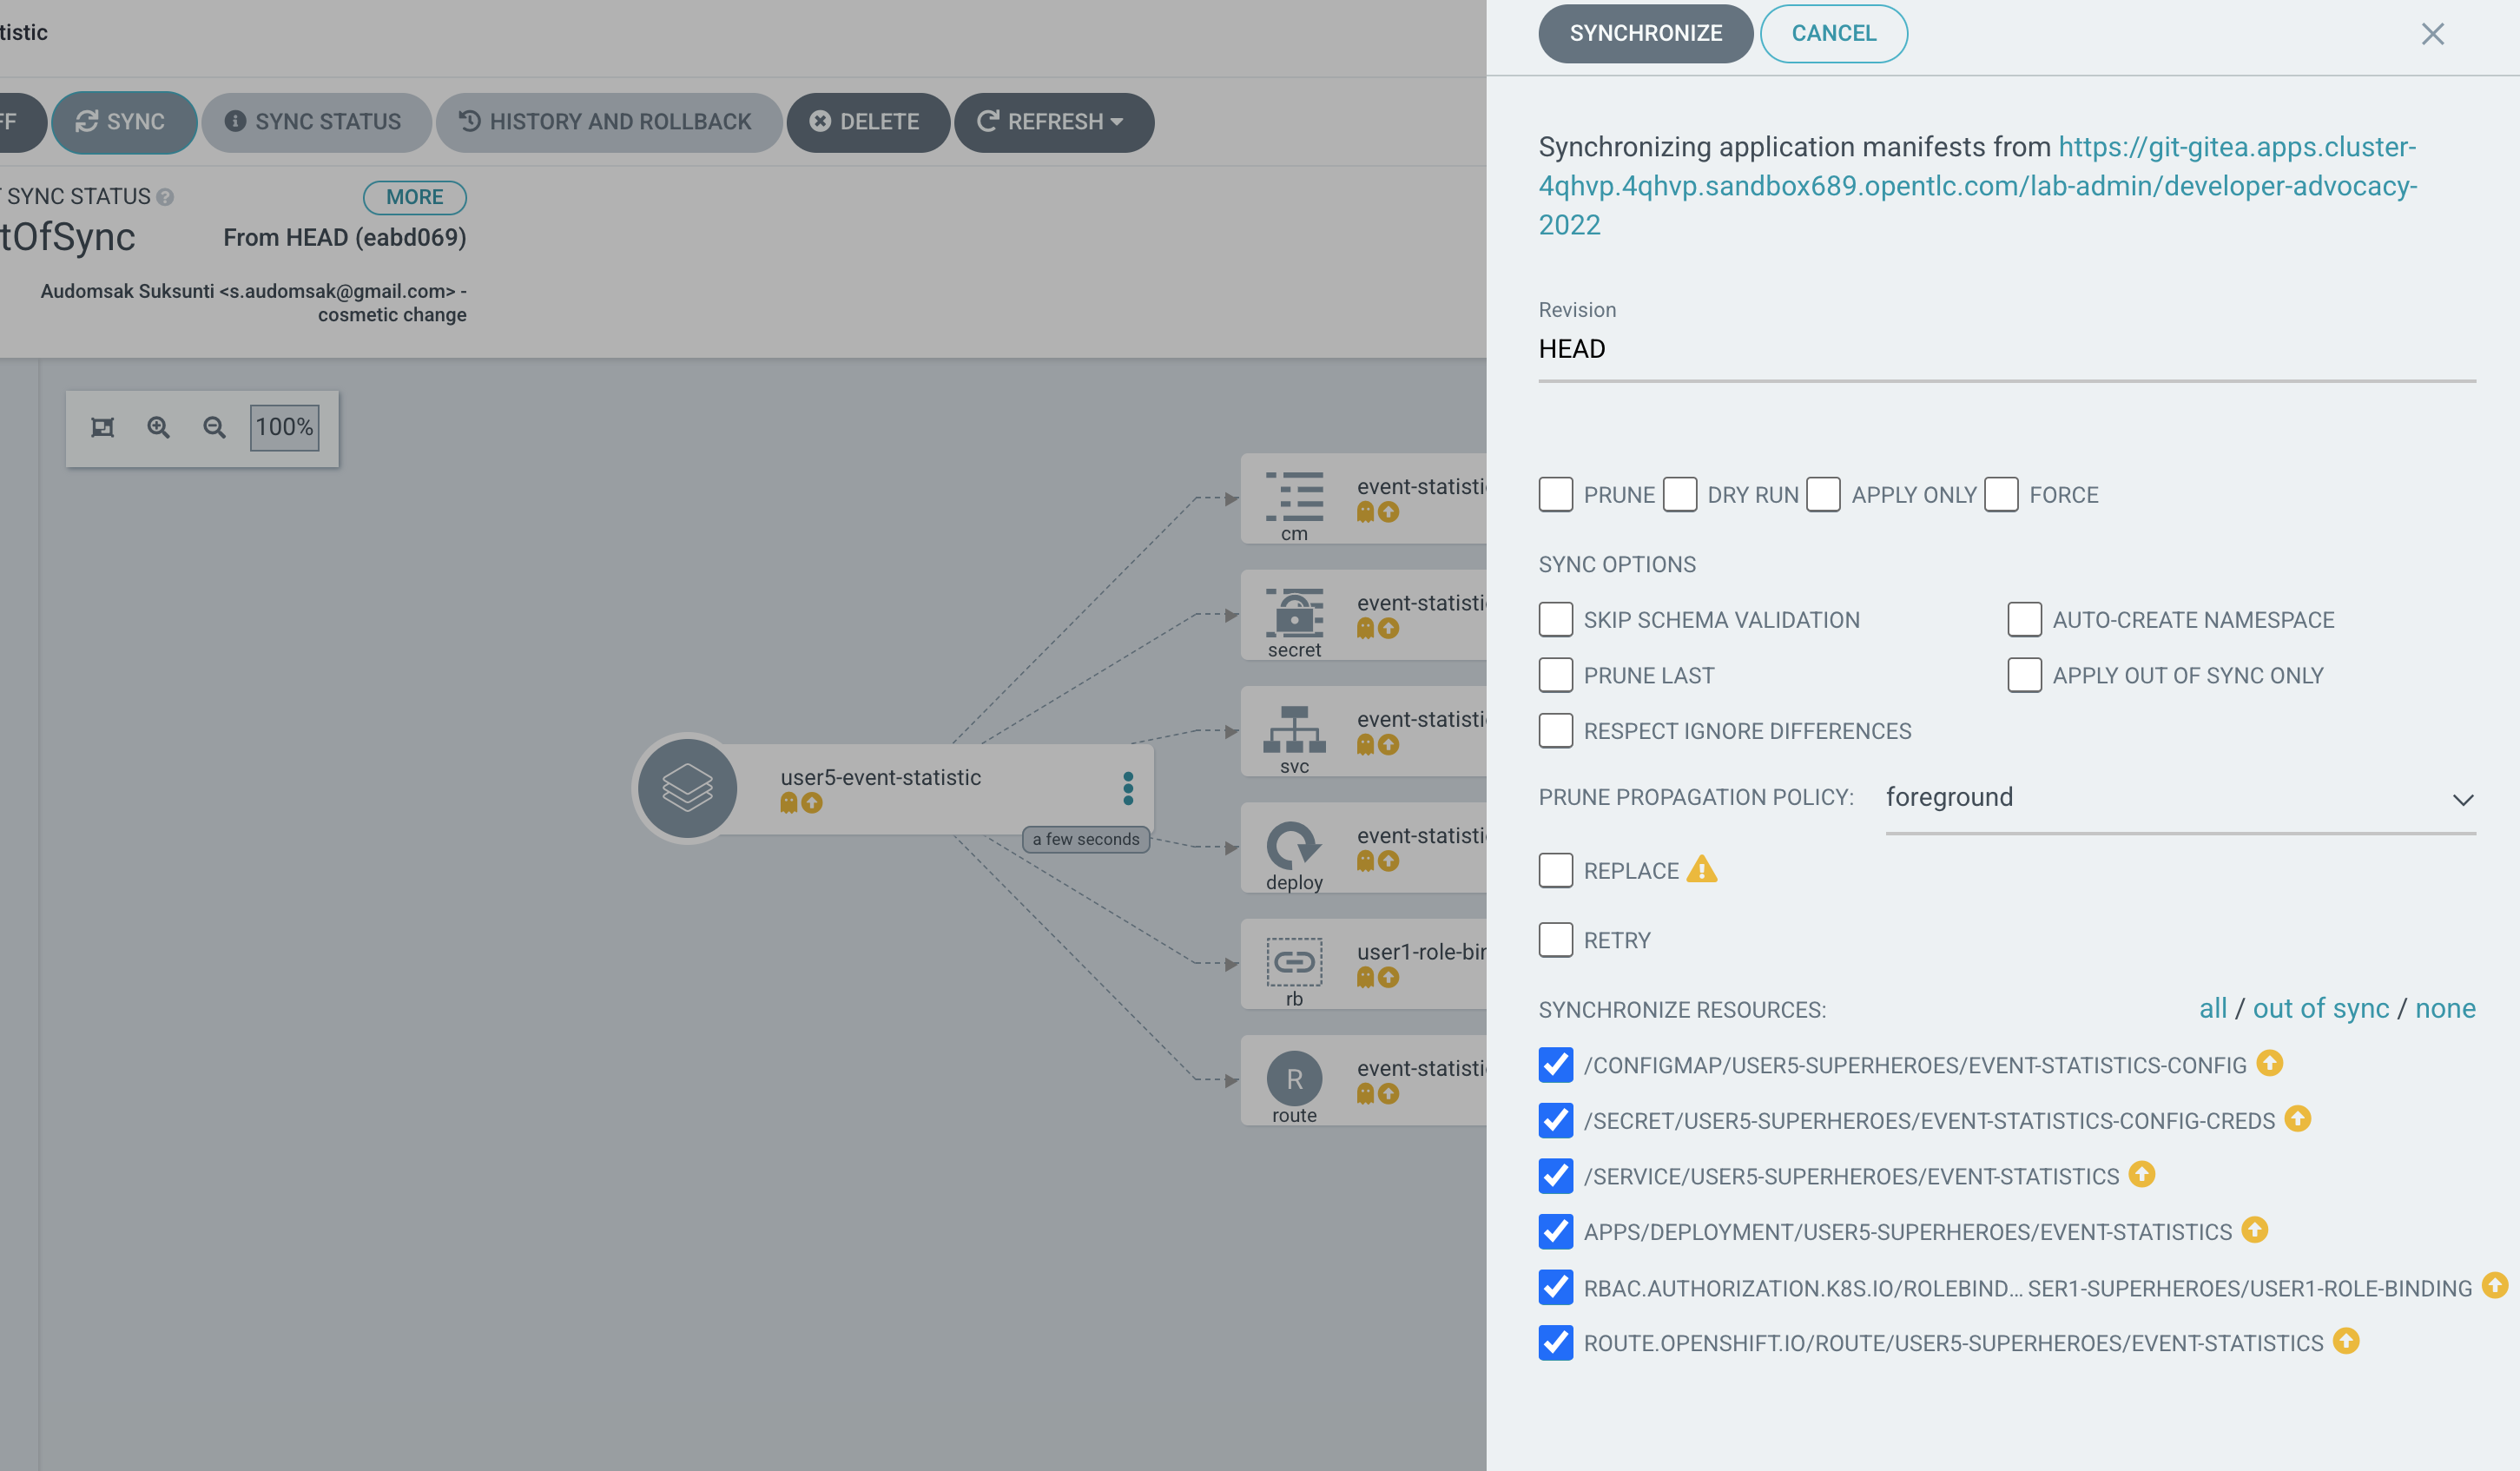 tistic
FF
SYNC
SYNC STATUS
HISTORY AND ROLLBACK
DELETE
REFRESH
SYNC STATUS
MORE
tOfSync
From HEAD (eabd069)
Audomsak Suksunti <s.audomsak@gmail.com> -
cosmetic change
100%
user5-event-statistic
a few seconds
event-statisti
cm
event-statisti
secret
event-statisti
svc
event-statisti
deploy
user1-role-bin
rb
event-statisti
R
route
SYNCHRONIZE
CANCEL
Synchronizing application manifests from https://git-gitea.apps.cluster-
4qhvp.4qhvp.sandbox689.opentlc.com/lab-admin/developer-advocacy-
2022
Revision
HEAD
PRUNE DRY RUN APPLY ONLY FORCE
SYNC OPTIONS
SKIP SCHEMA VALIDATION AUTO-CREATE NAMESPACE
PRUNE LAST APPLY OUT OF SYNC ONLY
RESPECT IGNORE DIFFERENCES
PRUNE PROPAGATION POLICY: foreground
REPLACE
RETRY
SYNCHRONIZE RESOURCES: all / out of sync / none
/CONFIGMAP/USER5-SUPERHEROES/EVENT-STATISTICS-CONFIG
/SECRET/USER5-SUPERHEROES/EVENT-STATISTICS-CONFIG-CREDS
/SERVICE/USER5-SUPERHEROES/EVENT-STATISTICS
APPS/DEPLOYMENT/USER5-SUPERHEROES/EVENT-STATISTICS
RBAC.AUTHORIZATION.K8S.IO/ROLEBIND... SER1-SUPERHEROES/USER1-ROLE-BINDING
ROUTE.OPENSHIFT.IO/ROUTE/USER5-SUPERHEROES/EVENT-STATISTICS